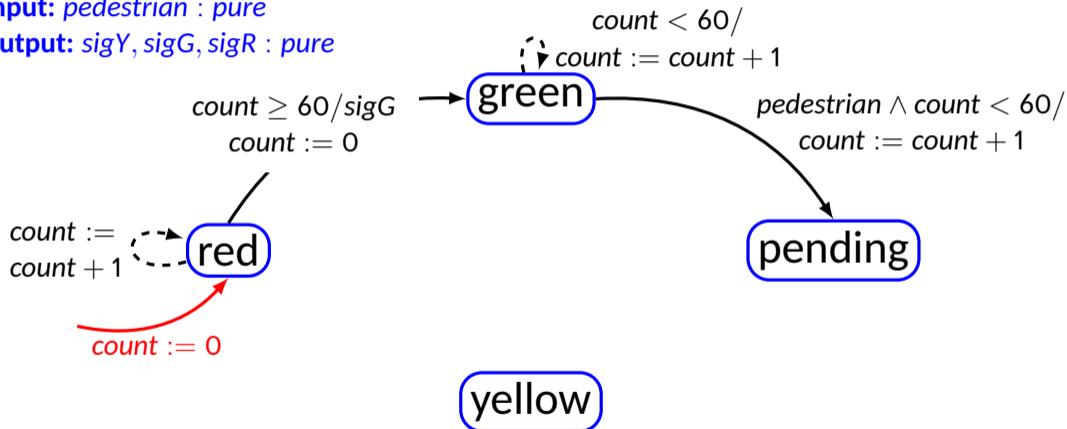 nput: pedestrian : pure
utput: sigY, sigG, sigR : pure
count < 60/
count := count + 1
count ≥ 60/sigG
count := 0
green
pedestrian ∧ count < 60/
count := count + 1
count :=
count + 1
red
pending
count := 0
yellow